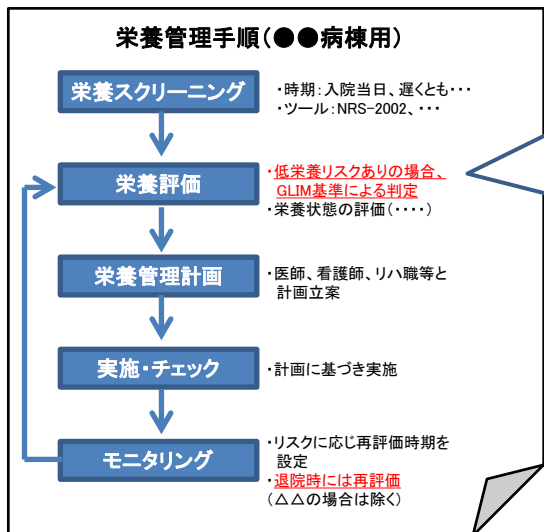 栄養管理手順(●●病棟用)
栄養スクリーニング
・時期:入院当日、遅くとも・・・
・ツール:NRS-2002、・・・
栄養評価
・低栄養リスクありの場合、
GLIM基準による判定
・栄養状態の評価(・・・・)
栄養管理計画
・医師、看護師、リハ職等と
計画立案
実施・チェック
・計画に基づき実施
モニタリング
・リスクに応じ再評価時期を
設定
・退院時には再評価
(△△の場合は除く)